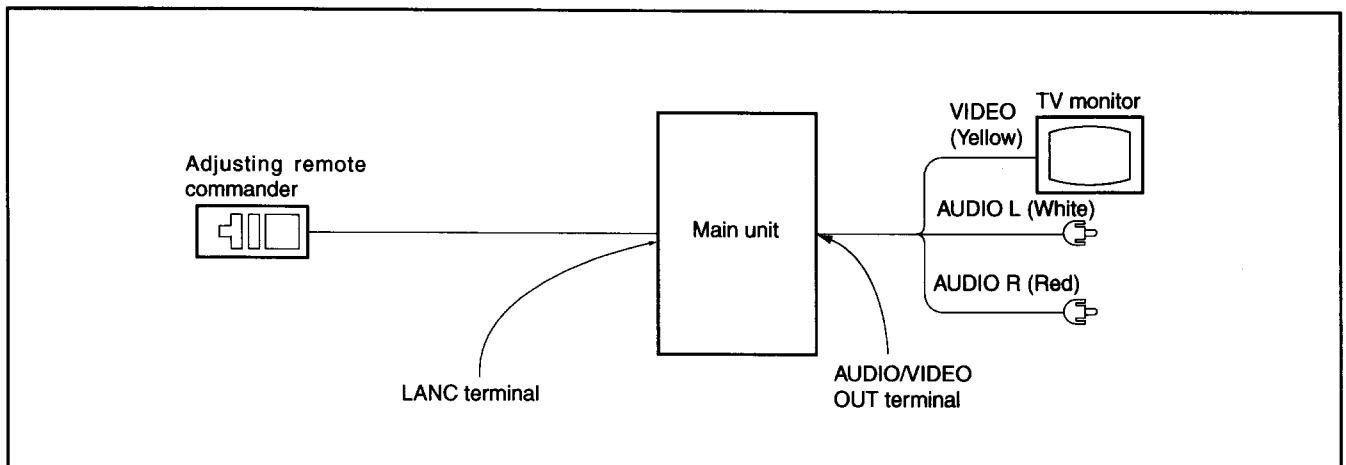 Adjusting remote
commander
Main unit
VIDEO
(Yellow)
TV monitor
AUDIO L (White)
AUDIO R (Red)
LANC terminal
AUDIO/VIDEO
OUT terminal